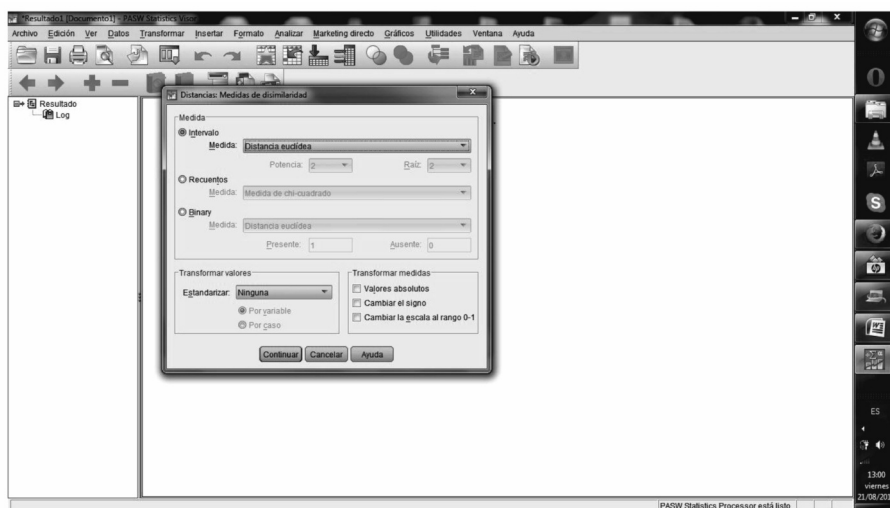 *Resultado1 [Documento1] - PASW Statistics Visor
Archivo Edición Ver Datos Transformar Insertar Formato Analizar Marketing directo Gráficos Utilidades Ventana Ayuda
Resultado
Log
Distancias: Medidas de disimilaridad
Medida
Intervalo
Medida: Distancia euclídea
Potencia: 2 Raíz: 2
Recuentos
Medida: Medida de chi-cuadrado
Binary
Medida: Distancia euclídea
Presente: 1 Ausente: 0
Transformar valores
Estandarizar: Ninguna
Por variable
Por caso
Transformar medidas
Valores absolutos
Cambiar el signo
Cambiar la escala al rango 0-1
Continuar Cancelar Ayuda
PASW Statistics Processor está listo
ES
13:00
viernes
21/08/201